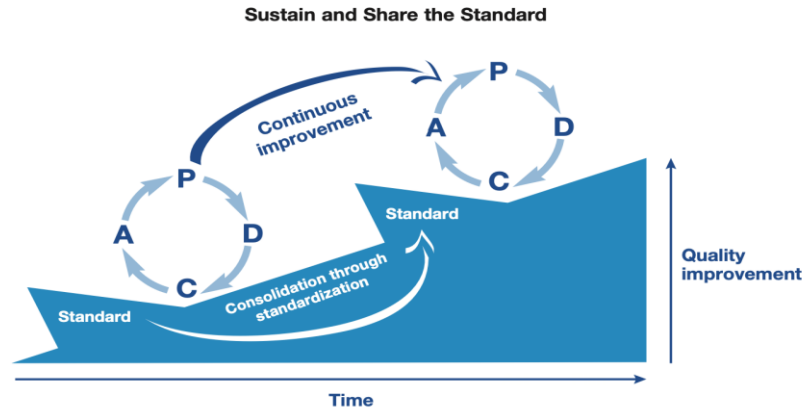 Sustain and Share the Standard
Continuous
improvement
P
D
C
A
P
D
C
A
Standard
Consolidation through
standardization
Standard
Quality
improvement
Time